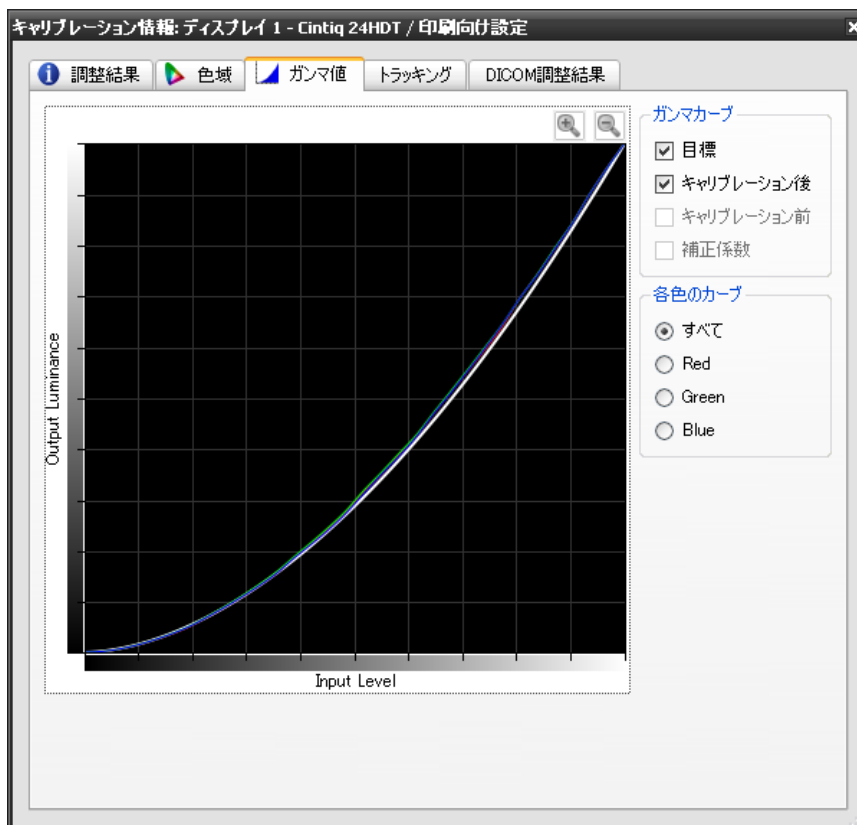 キャリブレーション情報: ディスプレイ 1 - Cintiq 24HDT / 印刷向け設定
調整結果 色域 ガンマ値 トラッキング DICOM調整結果
ガンマカーブ
目標
キャリブレーション後
キャリブレーション前
補正係数
各色のカーブ
すべて
Red
Green
Blue
Output Luminance
Input Level